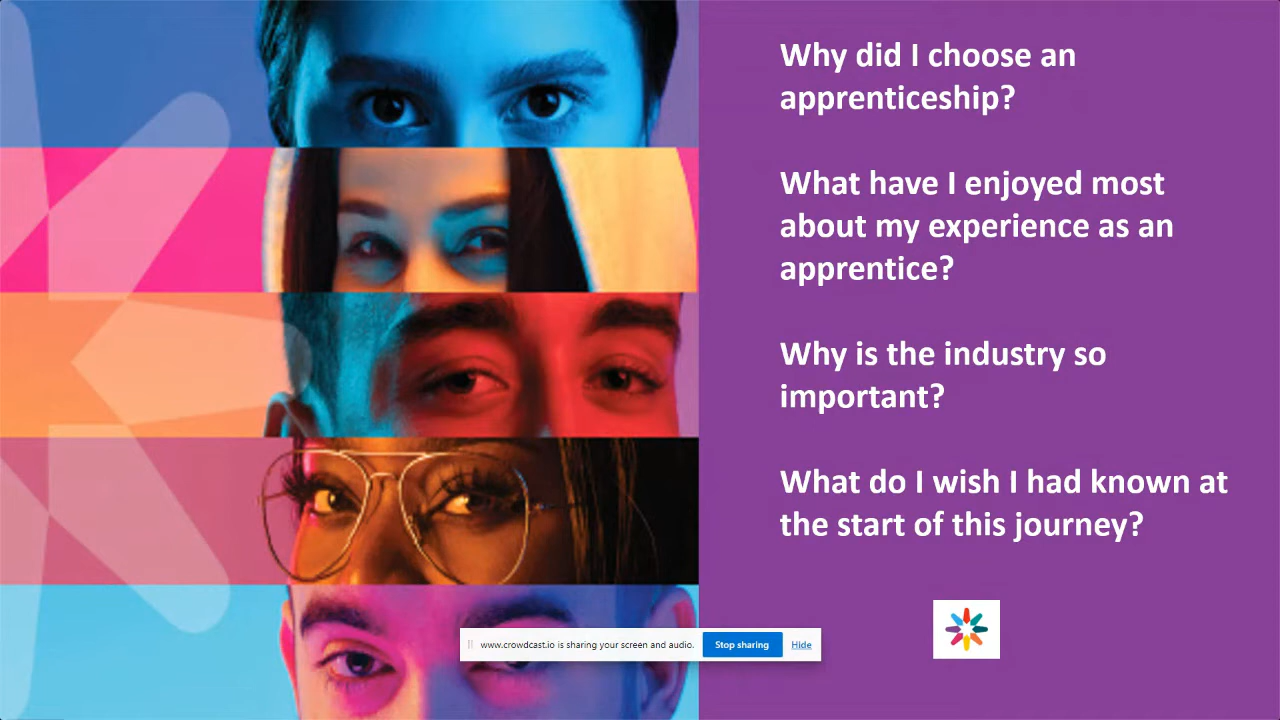 Why did I choose an
apprenticeship?
What have I enjoyed most
about my experience as an
apprentice?
Why is the industry so
important?
What do I wish I had known at
the start of this journey?
www.crowdcast.io is sharing your screen and audio. Stop sharing Hide